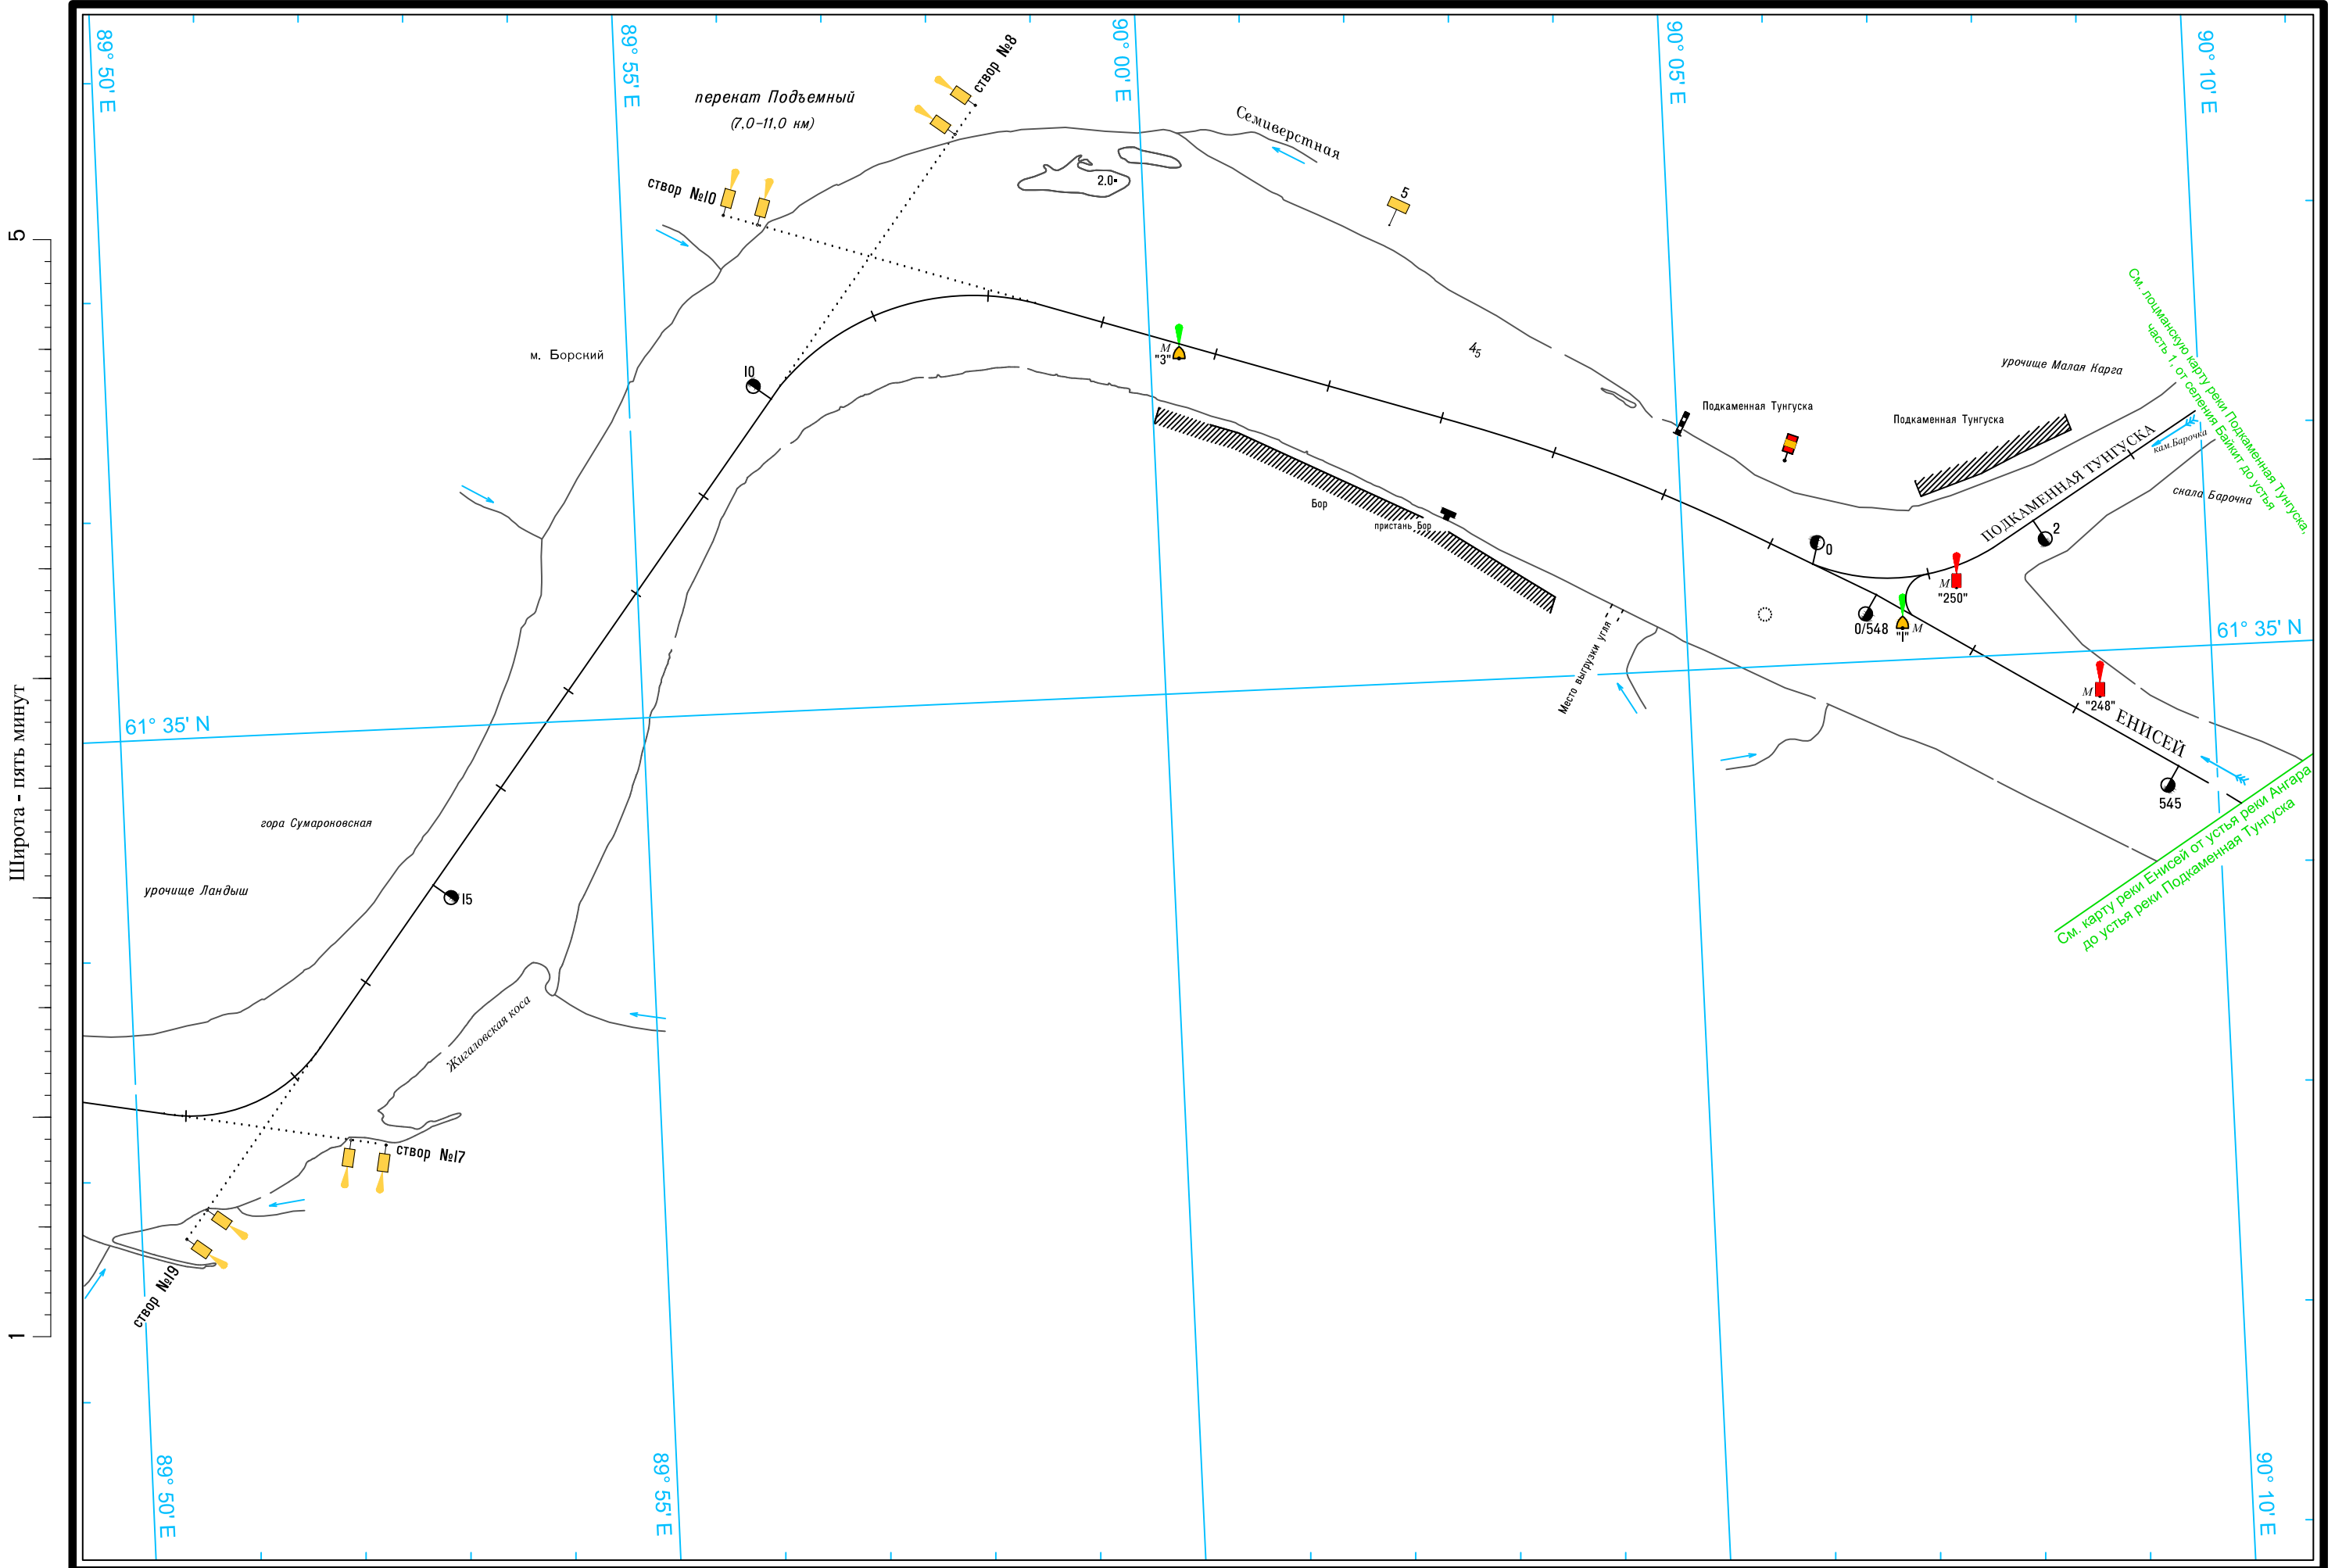 89° 50' E
89° 55' E
90° 00' E
90° 05' E
90° 10' E
створ №8
перекат Подъемный
(7,0-11,0 км)
Семиверстная
створ №10
2.0
5
5
См. лоцманскую карту реки Подкаменная Тунгуска,
часть 1, от селения Байкит до устья
м. Борский
10
М
"3"
4 5
урочище Малая Карга
Подкаменная Тунгуска
Подкаменная Тунгуска
ПОДКАМЕННАЯ ТУНГУСКА
кам.Барочка
скала Барочка
Бор
пристань Бор
0
2
М
"250"
0/548
"1"
М
61° 35' N
Место выгрузки угля
М
"248"
ЕНИСЕЙ
61° 35' N
545
См. карту реки Енисей от устья реки Ангара
до устья реки Подкаменная Тунгуска
Широта - пять минут
гора Сумароковская
урочище Ландыш
15
Жигаловская коса
створ №17
створ №19
1
89° 50' E
89° 55' E
90° 10' E